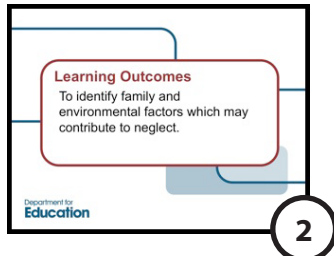 Learning Outcomes
To identify family and
environmental factors which may
contribute to neglect.
Department for
Education
2